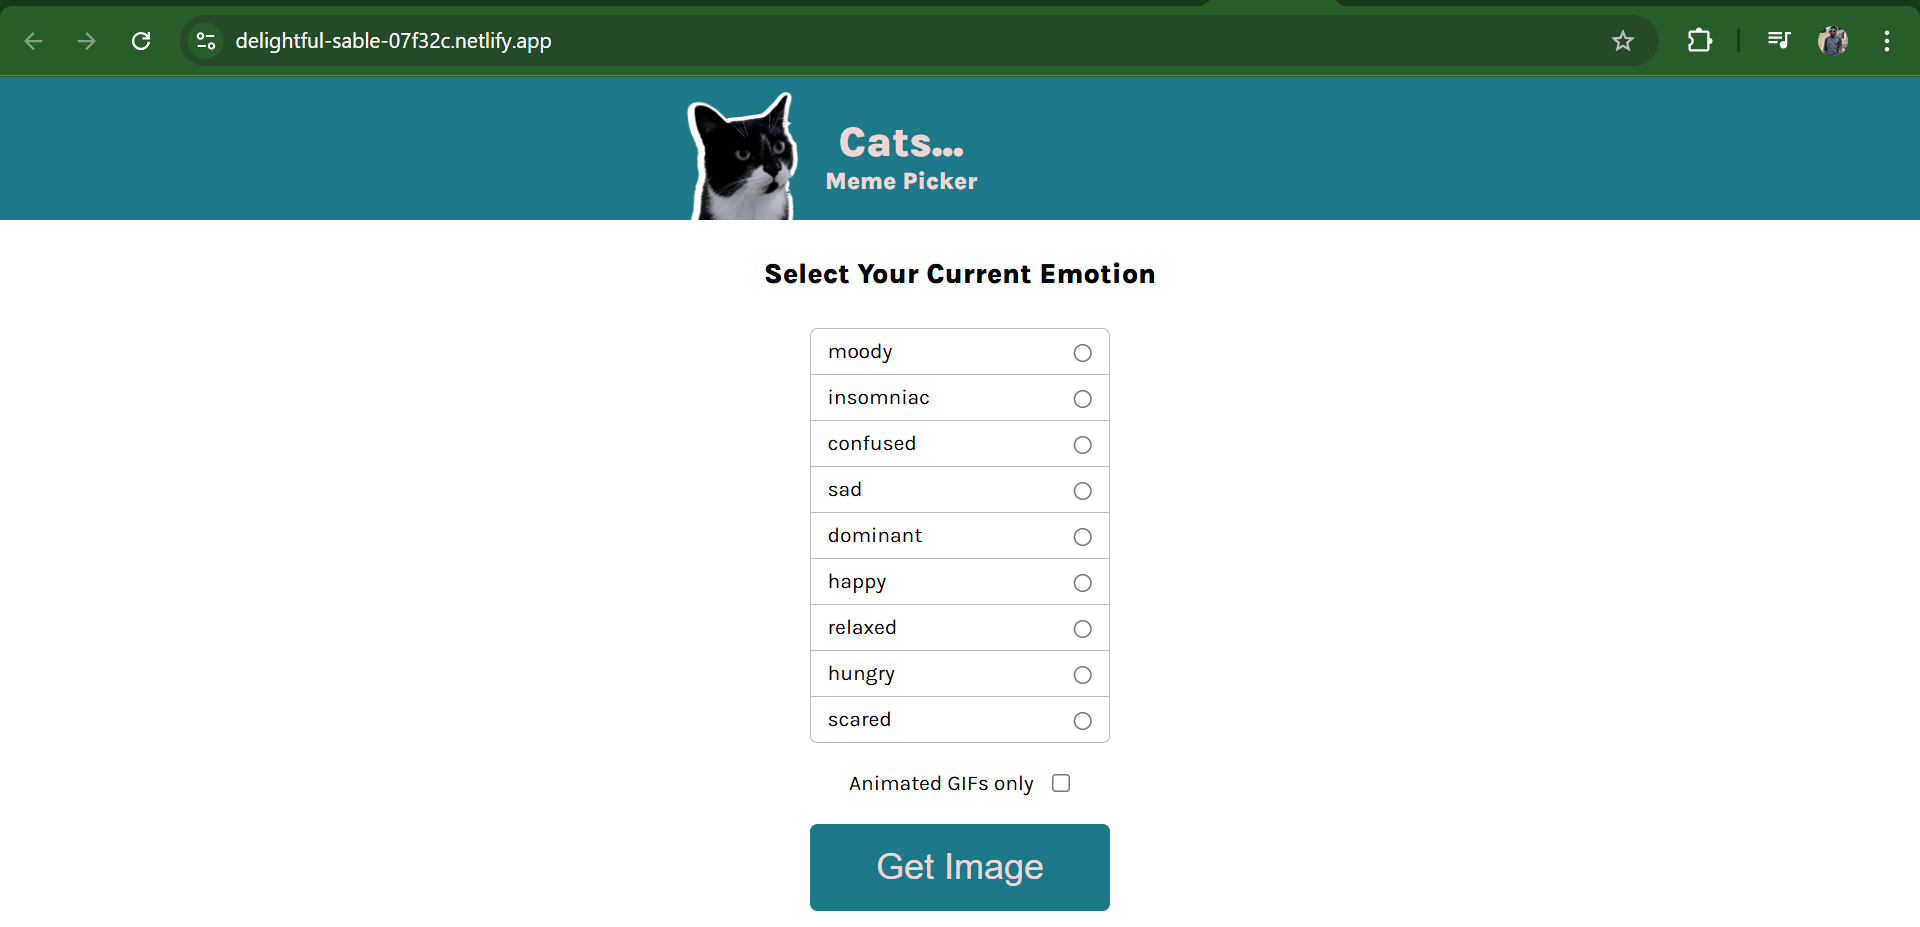 delightful-sable-07f32c.netlify.app
Cats...
Meme Picker
Select Your Current Emotion
moody
insomniac
confused
sad
dominant
happy
relaxed
hungry
scared
Animated GIFs only
Get Image